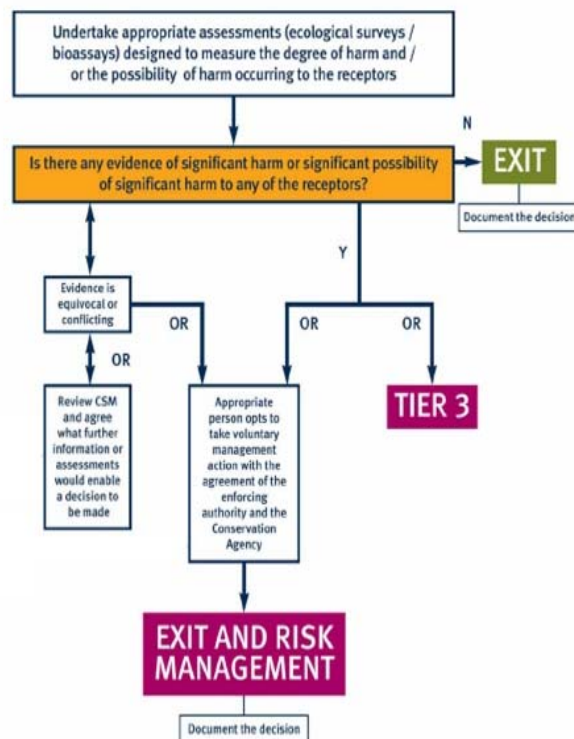 Undertake appropriate assessments (ecological surveys /
bioassays) designed to measure the degree of harm and /
or the possibility of harm occurring to the receptors
N
Is there any evidence of significant harm or significant possibility
of significant harm to any of the receptors?
EXIT
Document the decision
Y
Evidence is
equivocal or
conflicting
OR
OR
OR
OR
Review CSM
and agree
what further
information or
assessments
would enable
a decision to
be made
Appropriate
person opts to
take voluntary
management
action with the
agreement of the
enforcing
authority and the
Conservation
Agency
TIER 3
EXIT AND RISK
MANAGEMENT
Document the decision